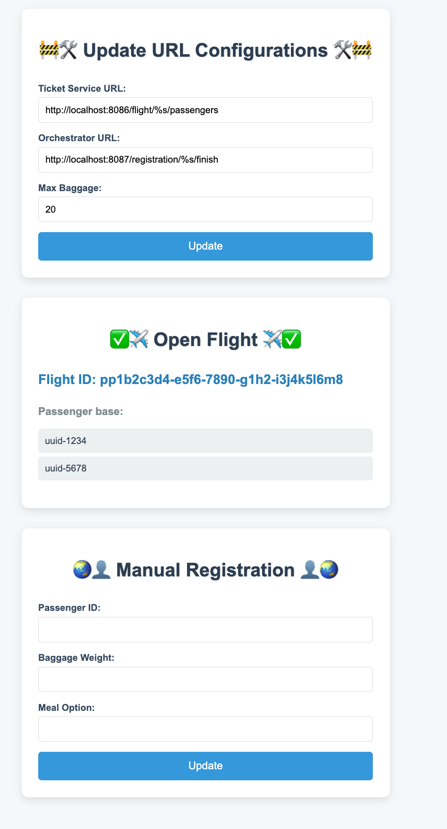 🚧🛠️ Update URL Configurations 🛠️🚧
Ticket Service URL:
http://localhost:8086/flight/%s/passengers
Orchestrator URL:
http://localhost:8087/registration/%s/finish
Max Baggage:
20
Update
✅✈️ Open Flight ✈️✅
Flight ID: pp1b2c3d4-e5f6-7890-g1h2-i3j4k5l6m8
Passenger base:
uuid-1234
uuid-5678
🌏👤 Manual Registration 👤🌏
Passenger ID:
Baggage Weight:
Meal Option:
Update